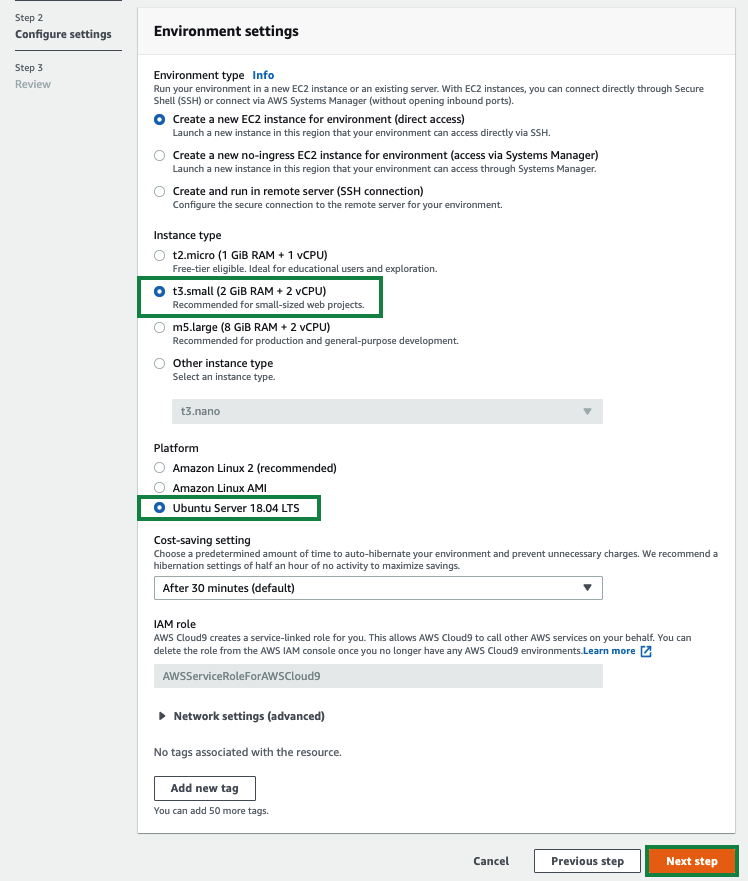 Step 2
Configure settings
Step 3
Review
Environment settings
Environment type Info
Run your environment in a new EC2 instance or an existing server. With EC2 instances, you can connect directly through Secure
Shell (SSH) or connect via AWS Systems Manager (without opening inbound ports).
Create a new EC2 instance for environment (direct access)
Launch a new instance in this region that your environment can access directly via SSH.
Create a new no-ingress EC2 instance for environment (access via Systems Manager)
Launch a new instance in this region that your environment can access through Systems Manager.
Create and run in remote server (SSH connection)
Configure the secure connection to the remote server for your environment.
Instance type
t2.micro (1 GiB RAM + 1 vCPU)
Free-tier eligible. Ideal for educational users and exploration.
t3.small (2 GiB RAM + 2 vCPU)
Recommended for small-sized web projects.
m5.large (8 GiB RAM + 2 vCPU)
Recommended for production and general-purpose development.
Other instance type
Select an instance type.
t3.nano
Platform
Amazon Linux 2 (recommended)
Amazon Linux AMI
Ubuntu Server 18.04 LTS
Cost-saving setting
Choose a predetermined amount of time to auto-hibernate your environment and prevent unnecessary charges. We recommend a
hibernation settings of half an hour of no activity to maximize savings.
After 30 minutes (default)
IAM role
AWS Cloud9 creates a service-linked role for you. This allows AWS Cloud9 to call other AWS services on your behalf. You can
delete the role from the AWS IAM console once you no longer have any AWS Cloud9 environments.Learn more
AWSServiceRoleForAWSCloud9
Network settings (advanced)
No tags associated with the resource.
Add new tag
You can add 50 more tags.
Cancel Previous step Next step